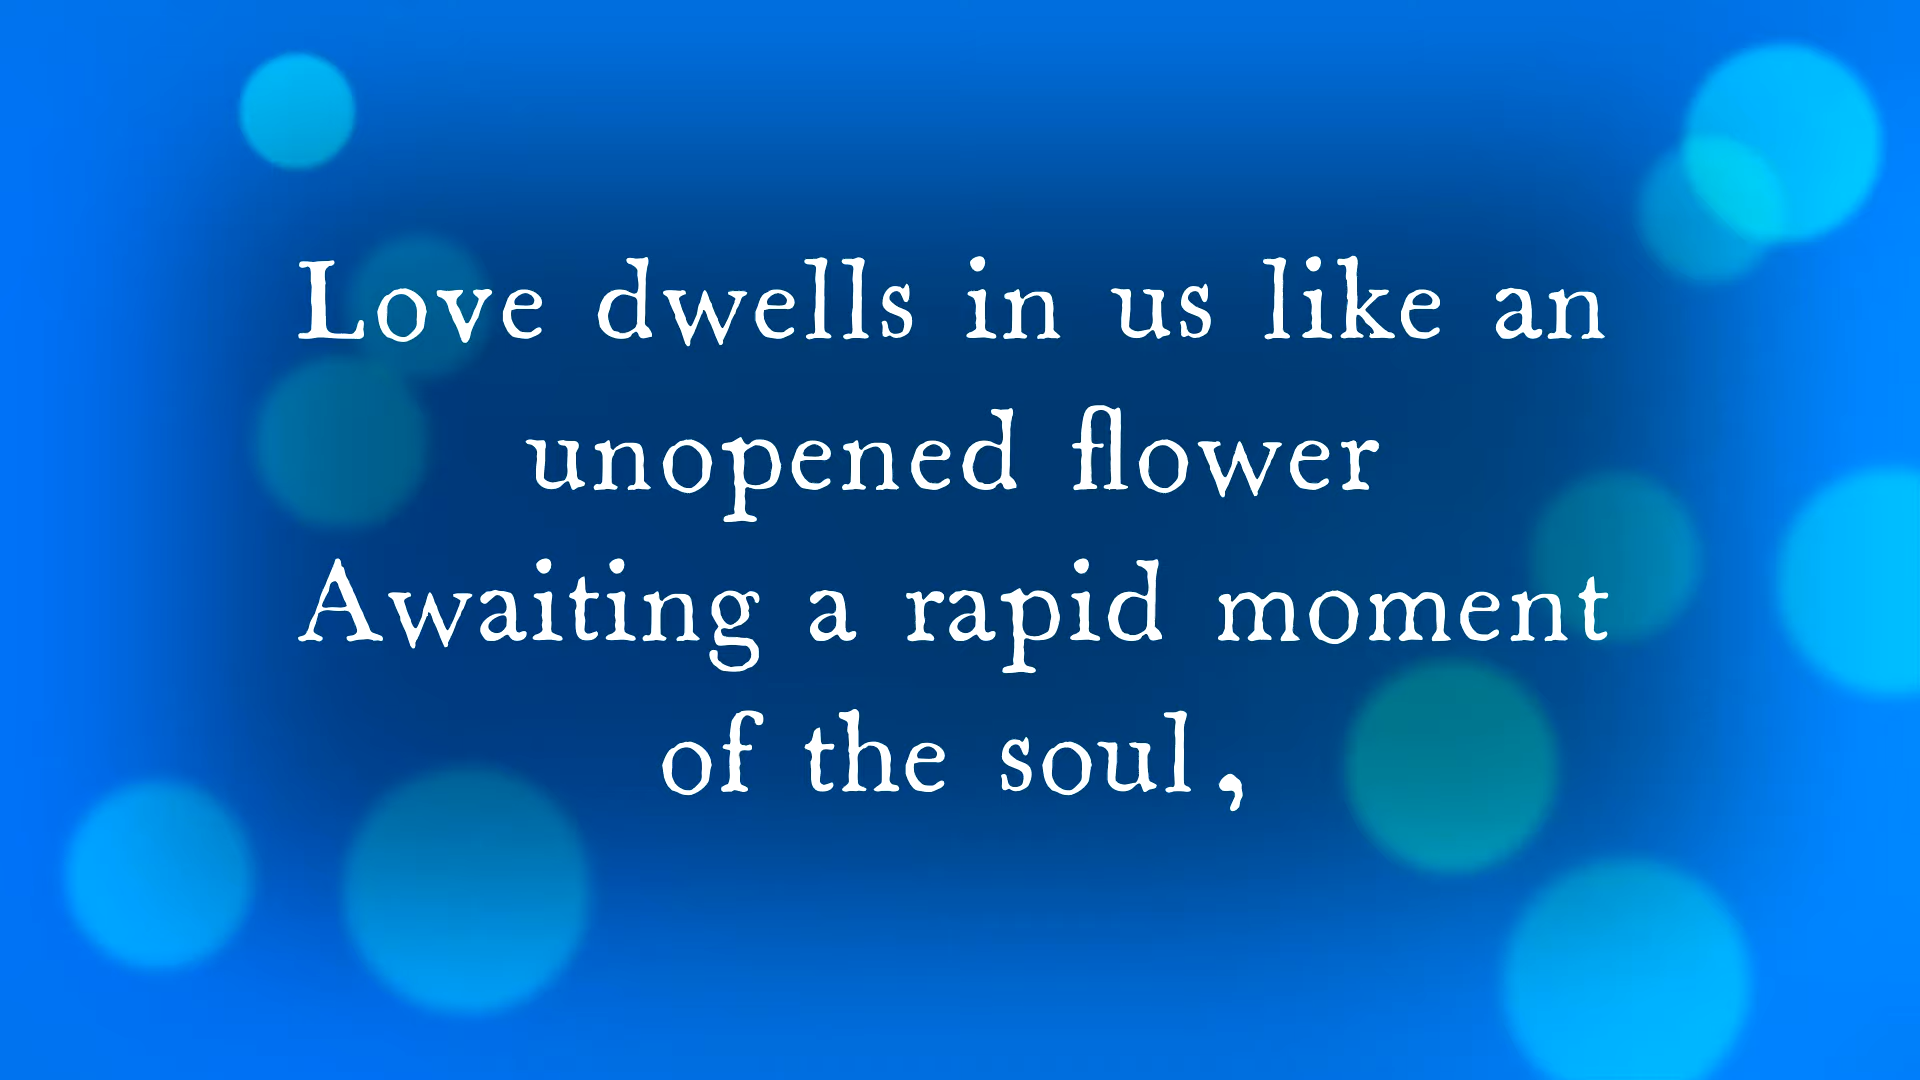 Love dwells in us like an
unopened flower
Awaiting a rapid moment
of the soul,